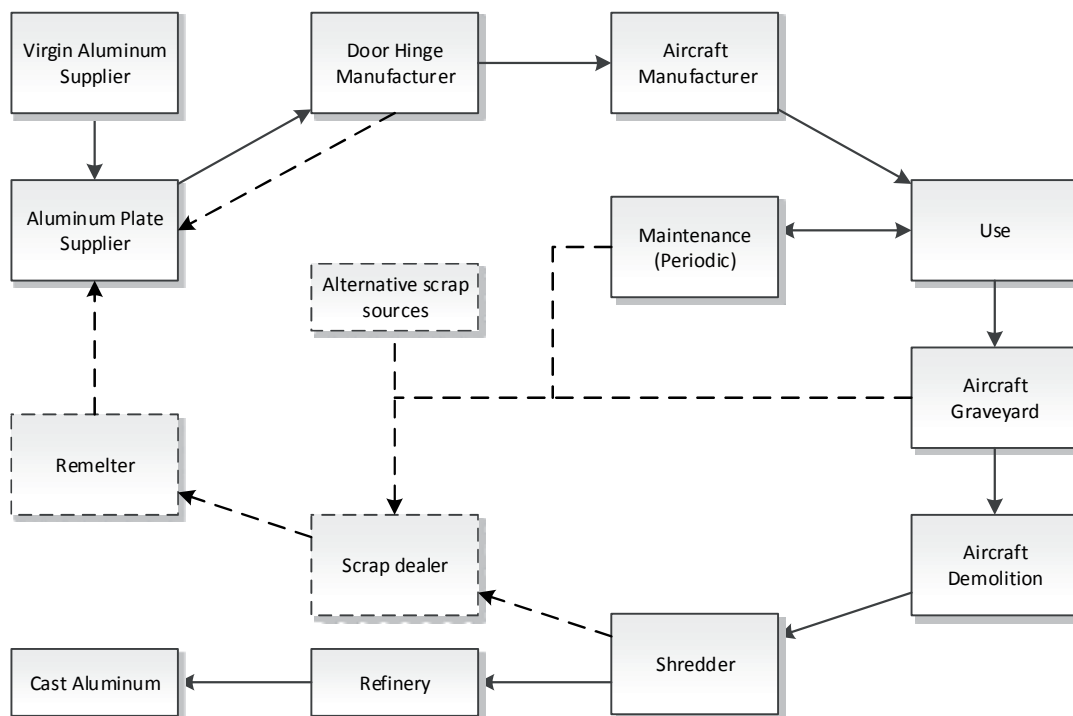 Virgin Aluminum
Supplier
Door Hinge
Manufacturer
Aircraft
Manufacturer
Aluminum Plate
Supplier
Maintenance
(Periodic)
Use
Alternative scrap
sources
Aircraft
Graveyard
Remelter
Scrap dealer
Aircraft
Demolition
Shredder
Cast Aluminum
Refinery